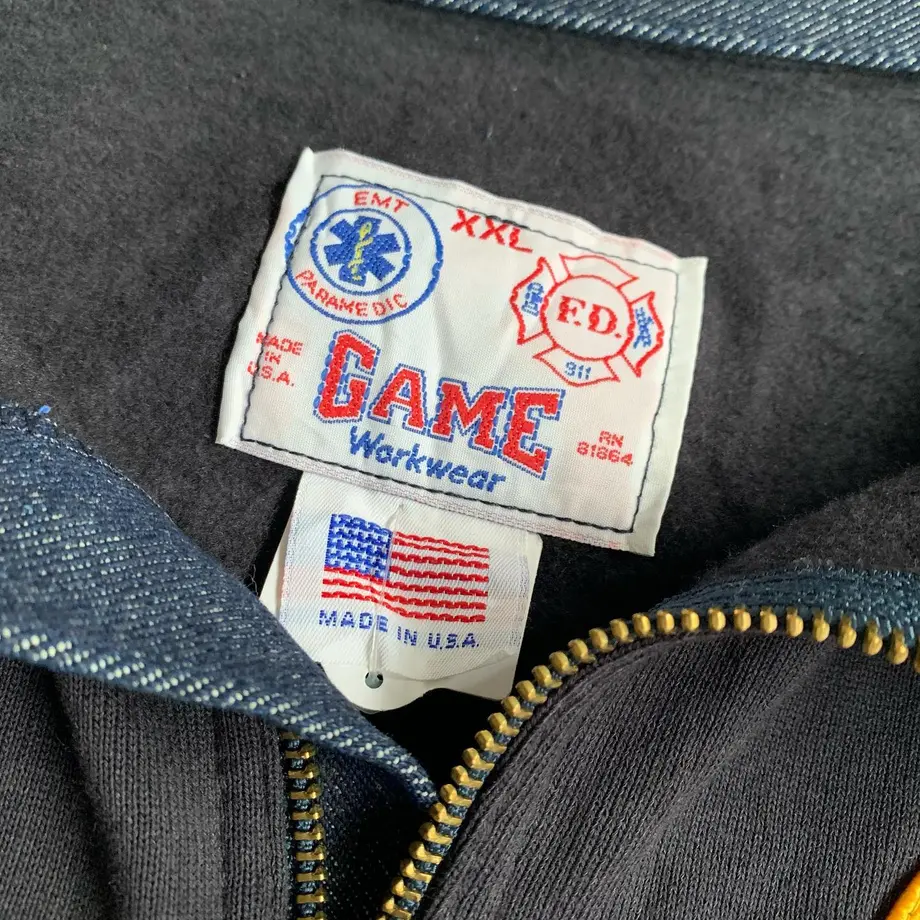 EMT
PARAMEDIC
XXL
F.D.
911
MADE
IN
U.S.A.
GAME
Workwear
RN
81864
MADE IN U.S.A.